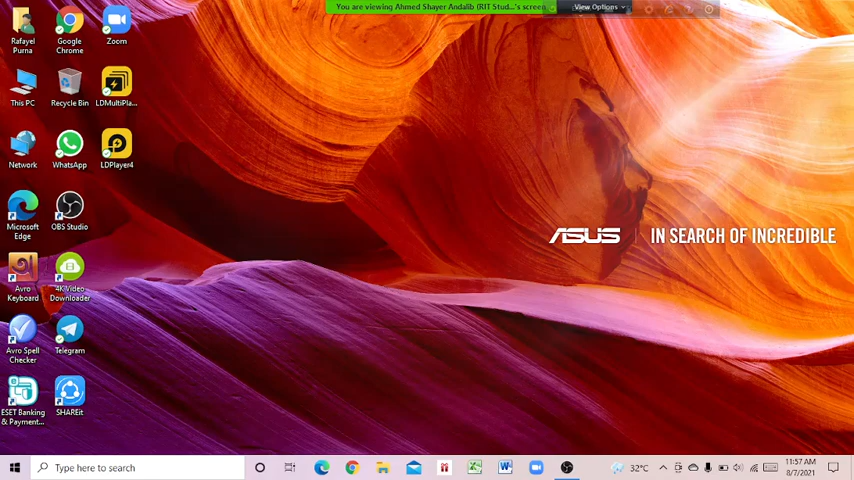 You are viewing Ahmed Shayer Andalib (RIT Stud...'s screen
View Options
Rafayel
Purna
Google
Chrome
Zoom
This PC
Recycle Bin
LDMultiPla...
Network
WhatsApp
LDPlayer4
Microsoft
Edge
OBS Studio
ASUS
IN SEARCH OF INCREDIBLE
Avro
Keyboard
4K Video
Downloader
Avro Spell
Checker
Telegram
ESET Banking
& Payment...
SHAREit
Type here to search
32°C
11:57 AM
8/7/2021